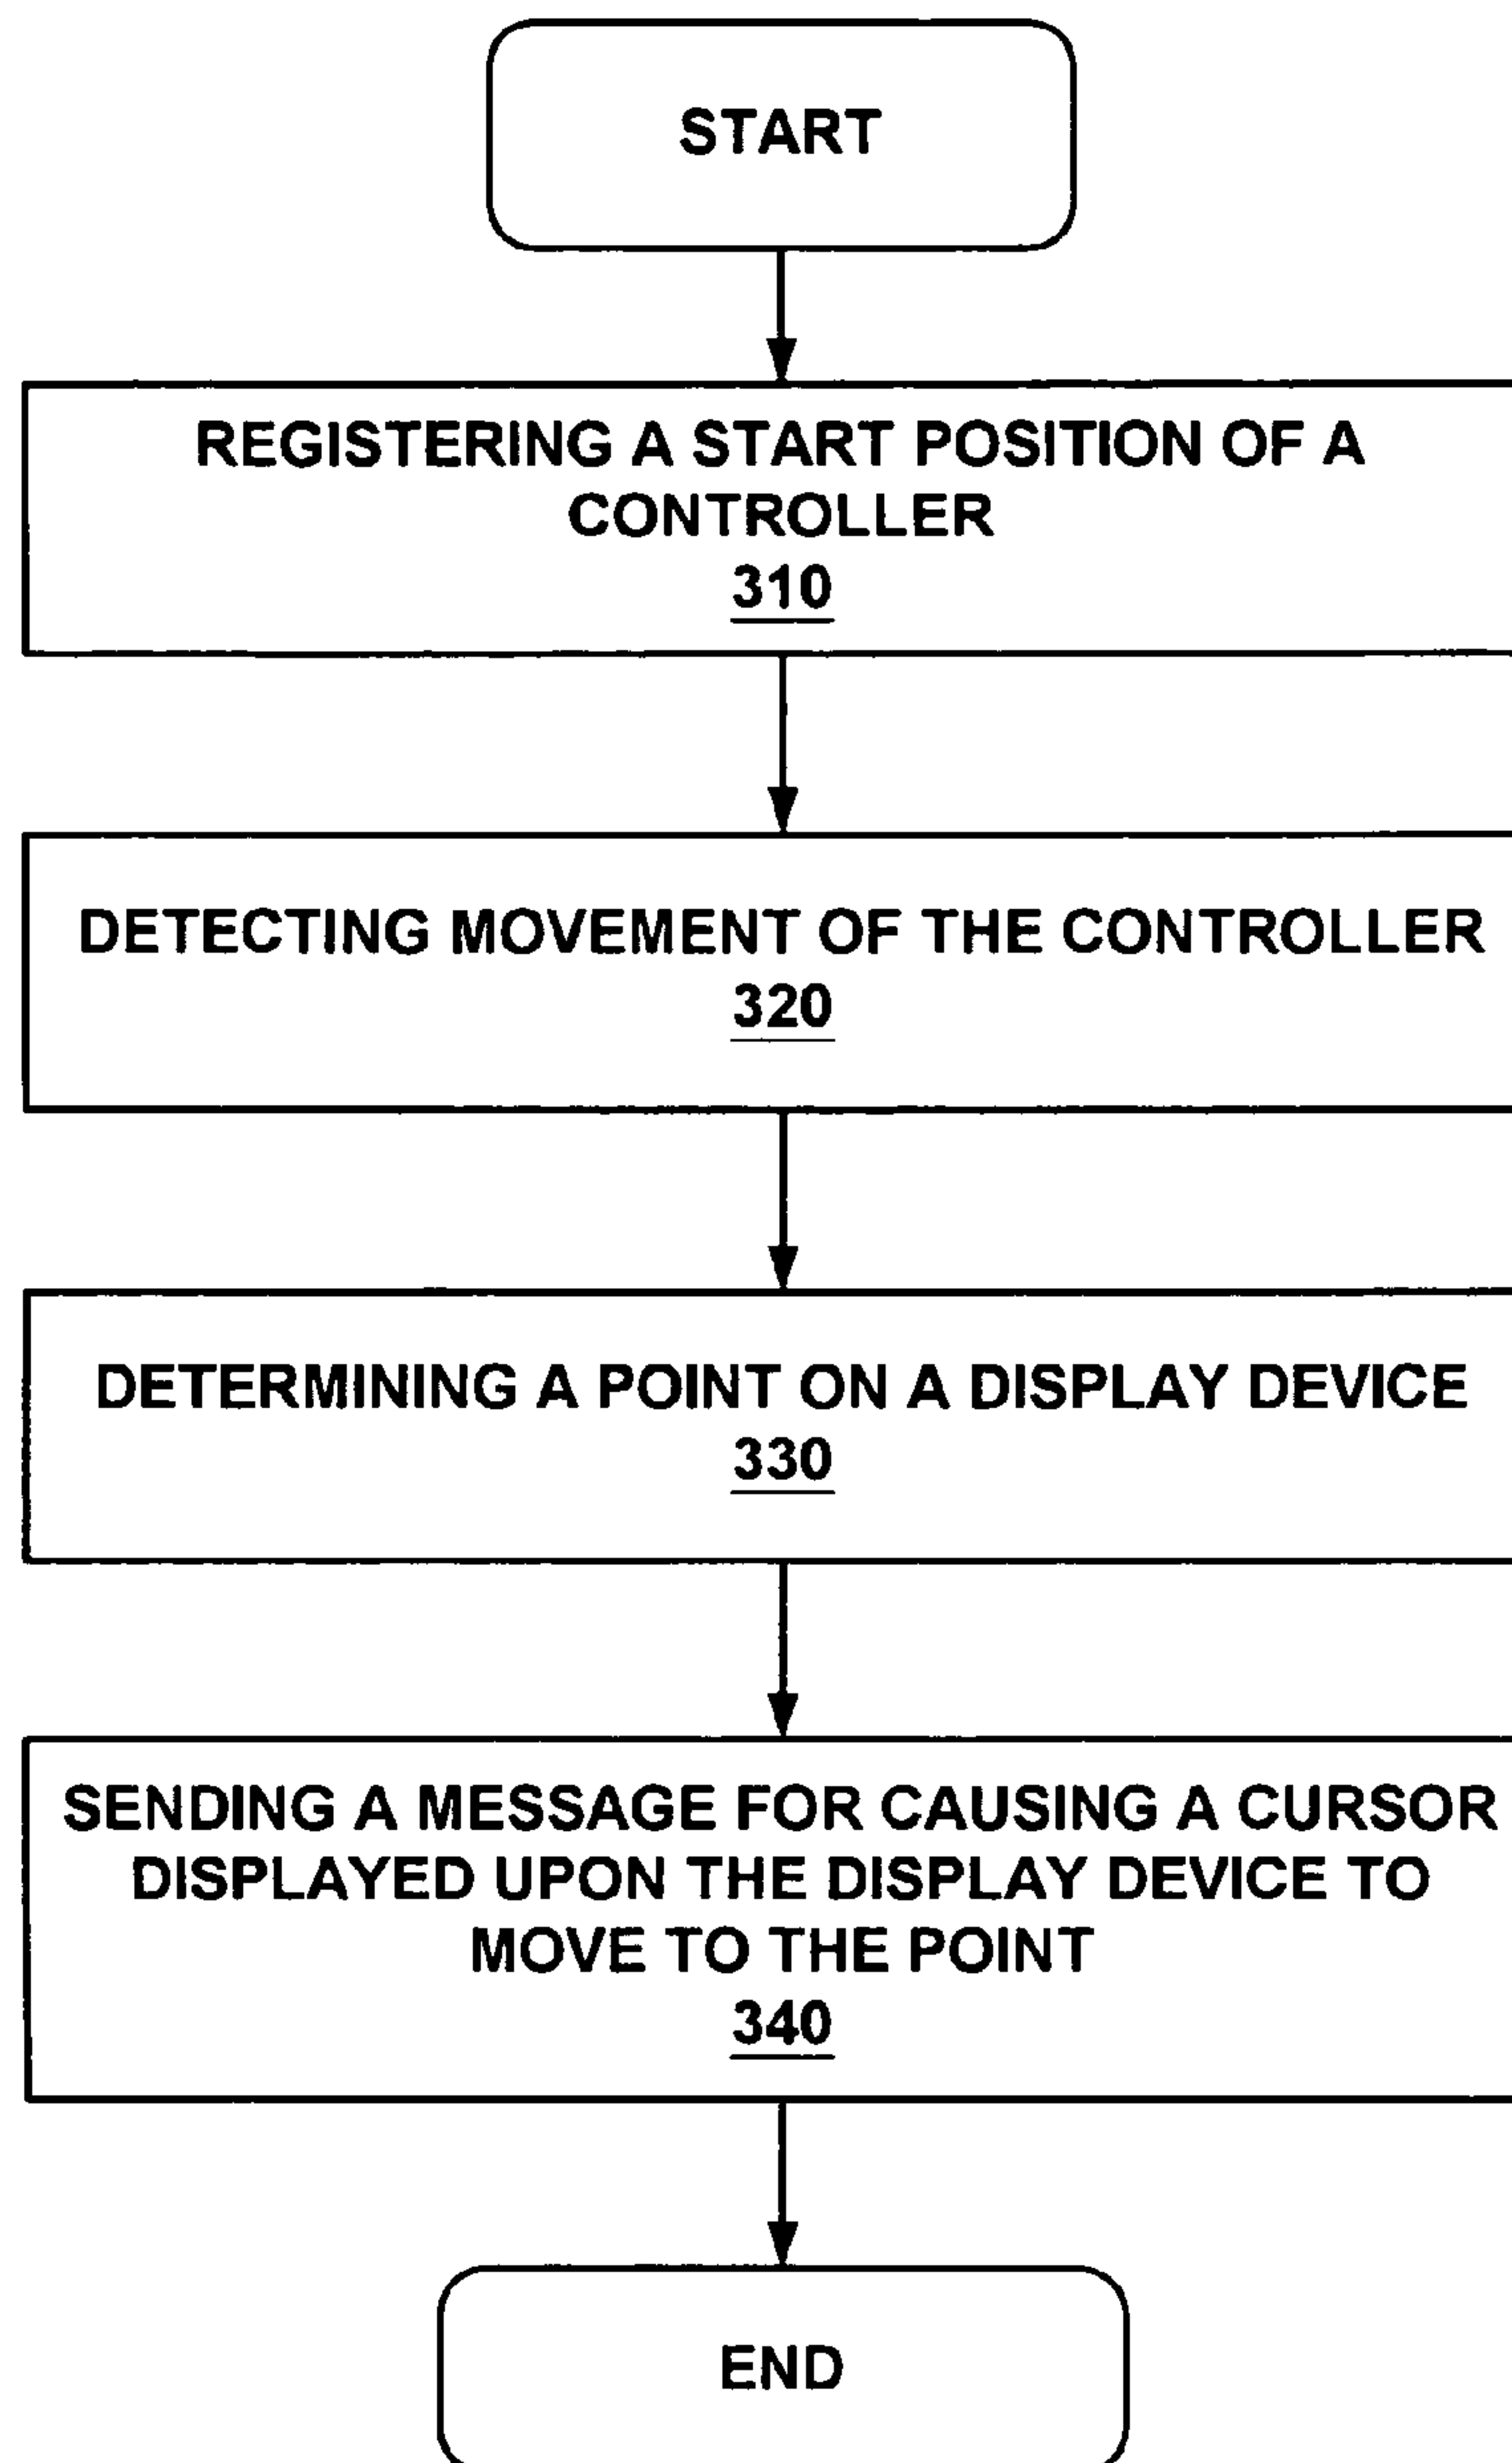 START
REGISTERING A START POSITION OF A
CONTROLLER
310
DETECTING MOVEMENT OF THE CONTROLLER
320
DETERMINING A POINT ON A DISPLAY DEVICE
330
SENDING A MESSAGE FOR CAUSING A CURSOR
DISPLAYED UPON THE DISPLAY DEVICE TO
MOVE TO THE POINT
340
END